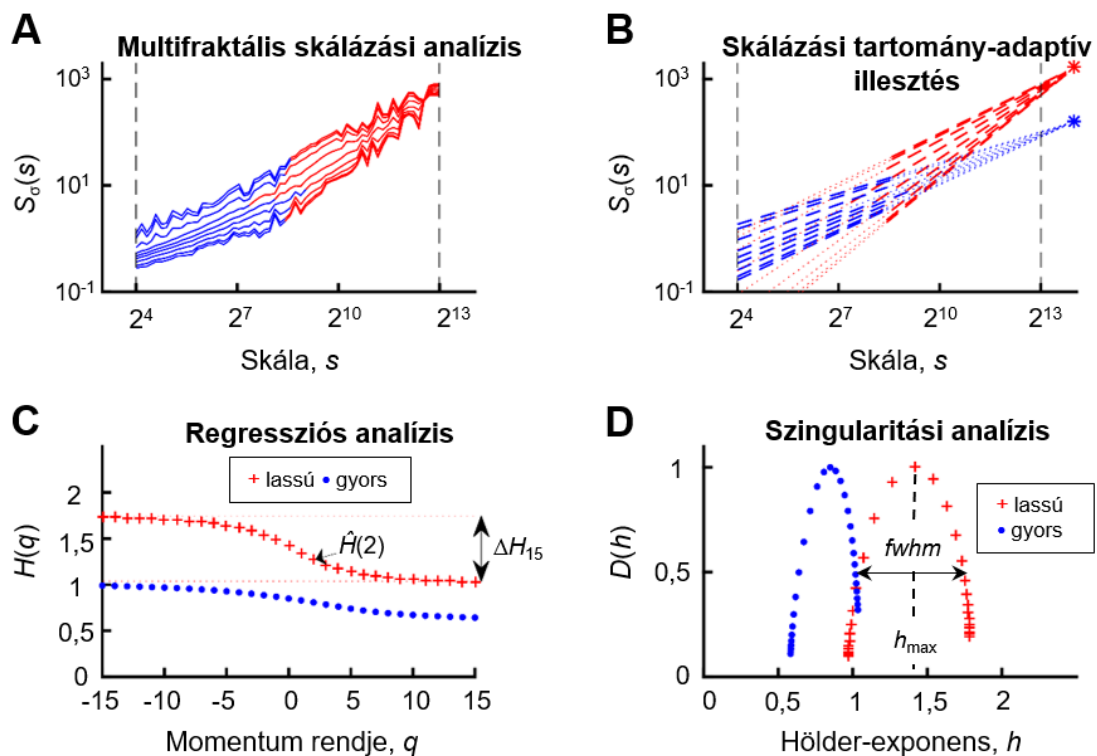 A
Multifraktális skálázási analízis
10³
10¹
10⁻¹
Sσ(s)
2⁴
2⁷
2¹⁰
2¹³
Skála, s
B
Skálázási tartomány-adaptív
illesztés
10³
10¹
10⁻¹
Sσ(s)
2⁴
2⁷
2¹⁰
2¹³
Skála, s
C
Regressziós analízis
lassú
gyors
2
1,5
1
0,5
0
H(q)
Ĥ(2)
ΔH₁₅
-15
-10
-5
0
5
10
15
Momentum rendje, q
D
Szingularitási analízis
lassú
gyors
1
0,5
0
D(h)
fwhm
hmax
0
0,5
1
1,5
2
Hölder-exponens, h